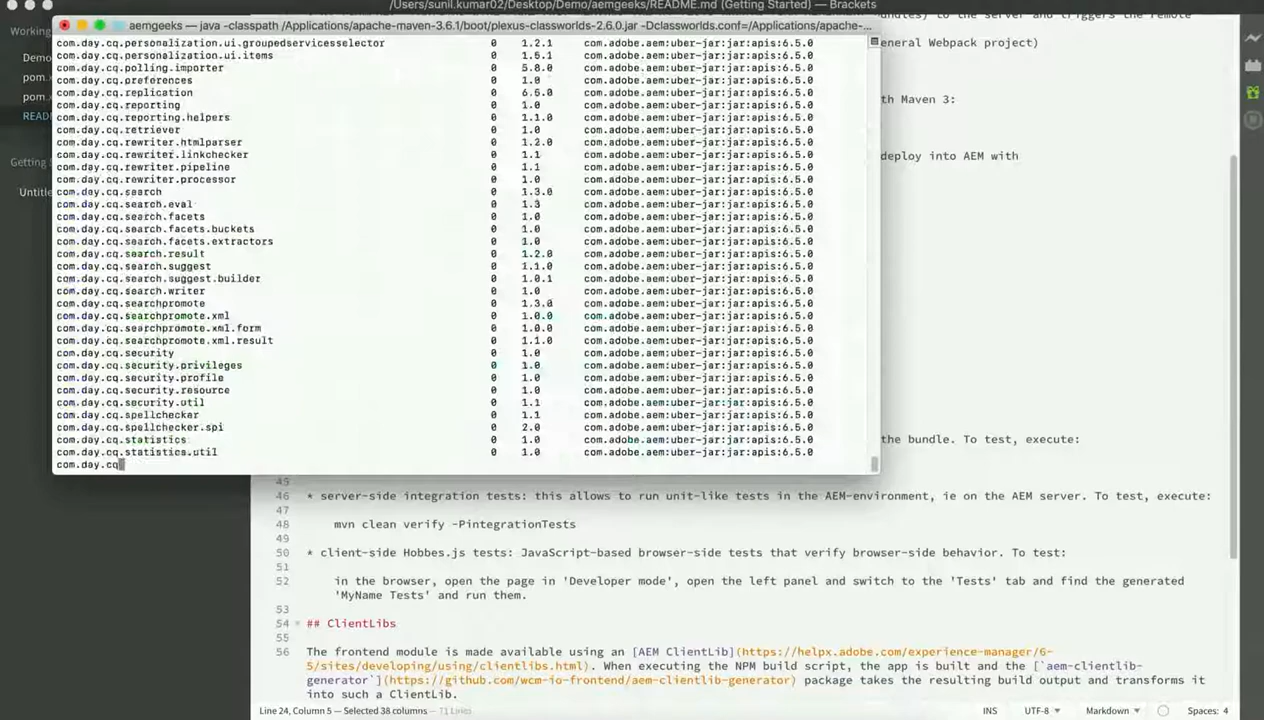 /Users/sunil.kumar02/Desktop/Demo/aemgeeks/README.md (Getting Started) — Brackets
aemgeeks — java -classpath /Applications/apache-maven-3.6.1/boot/plexus-classworlds-2.6.0.jar -Dclassworlds.conf=/Applications/apache-...
Working
Demo
pom.
pom.
READ
Getting S
Untitle
com.day.cq.personalization.ui.groupedservicesselector 0 1.2.1 com.adobe.aem:uber-jar:jar:apis:6.5.0
com.day.cq.personalization.ui.items 0 1.5.1 com.adobe.aem:uber-jar:jar:apis:6.5.0
com.day.cq.polling.importer 0 5.8.0 com.adobe.aem:uber-jar:jar:apis:6.5.0
com.day.cq.preferences 0 1.0 com.adobe.aem:uber-jar:jar:apis:6.5.0
com.day.cq.replication 0 6.5.0 com.adobe.aem:uber-jar:jar:apis:6.5.0
com.day.cq.reporting 0 1.0 com.adobe.aem:uber-jar:jar:apis:6.5.0
com.day.cq.reporting.helpers 0 1.1.0 com.adobe.aem:uber-jar:jar:apis:6.5.0
com.day.cq.retriever 0 1.0 com.adobe.aem:uber-jar:jar:apis:6.5.0
com.day.cq.rewriter.htmlparser 0 1.2.0 com.adobe.aem:uber-jar:jar:apis:6.5.0
com.day.cq.rewriter.linkchecker 0 1.1 com.adobe.aem:uber-jar:jar:apis:6.5.0
com.day.cq.rewriter.pipeline 0 1.1 com.adobe.aem:uber-jar:jar:apis:6.5.0
com.day.cq.rewriter.processor 0 1.0 com.adobe.aem:uber-jar:jar:apis:6.5.0
com.day.cq.search 0 1.3.0 com.adobe.aem:uber-jar:jar:apis:6.5.0
com.day.cq.search.eval 0 1.3 com.adobe.aem:uber-jar:jar:apis:6.5.0
com.day.cq.search.facets 0 1.0 com.adobe.aem:uber-jar:jar:apis:6.5.0
com.day.cq.search.facets.buckets 0 1.0 com.adobe.aem:uber-jar:jar:apis:6.5.0
com.day.cq.search.facets.extractors 0 1.0 com.adobe.aem:uber-jar:jar:apis:6.5.0
com.day.cq.search.result 0 1.2.0 com.adobe.aem:uber-jar:jar:apis:6.5.0
com.day.cq.search.suggest 0 1.1.0 com.adobe.aem:uber-jar:jar:apis:6.5.0
com.day.cq.search.suggest.builder 0 1.0.1 com.adobe.aem:uber-jar:jar:apis:6.5.0
com.day.cq.search.writer 0 1.0 com.adobe.aem:uber-jar:jar:apis:6.5.0
com.day.cq.searchpromote 0 1.3.0 com.adobe.aem:uber-jar:jar:apis:6.5.0
com.day.cq.searchpromote.xml 0 1.0.0 com.adobe.aem:uber-jar:jar:apis:6.5.0
com.day.cq.searchpromote.xml.form 0 1.0.0 com.adobe.aem:uber-jar:jar:apis:6.5.0
com.day.cq.searchpromote.xml.result 0 1.1.0 com.adobe.aem:uber-jar:jar:apis:6.5.0
com.day.cq.security 0 1.0 com.adobe.aem:uber-jar:jar:apis:6.5.0
com.day.cq.security.privileges 0 1.0 com.adobe.aem:uber-jar:jar:apis:6.5.0
com.day.cq.security.profile 0 1.0 com.adobe.aem:uber-jar:jar:apis:6.5.0
com.day.cq.security.resource 0 1.0 com.adobe.aem:uber-jar:jar:apis:6.5.0
com.day.cq.security.util 0 1.1 com.adobe.aem:uber-jar:jar:apis:6.5.0
com.day.cq.spellchecker 0 1.1 com.adobe.aem:uber-jar:jar:apis:6.5.0
com.day.cq.spellchecker.spi 0 2.0 com.adobe.aem:uber-jar:jar:apis:6.5.0
com.day.cq.statistics 0 1.0 com.adobe.aem:uber-jar:jar:apis:6.5.0
com.day.cq.statistics.util 0 1.0 com.adobe.aem:uber-jar:jar:apis:6.5.0
com.day.cq
to the server and triggers the remote
eneral Webpack project)
th Maven 3:
deploy into AEM with
the bundle. To test, execute:
45
46 * server-side integration tests: this allows to run unit-like tests in the AEM-environment, ie on the AEM server. To test, execute:
47
48 mvn clean verify -PintegrationTests
49
50 * client-side Hobbes.js tests: JavaScript-based browser-side tests that verify browser-side behavior. To test:
51
52 in the browser, open the page in 'Developer mode', open the left panel and switch to the 'Tests' tab and find the generated
'MyName Tests' and run them.
53
54 ## ClientLibs
55
56 The frontend module is made available using an [AEM ClientLib](https://helpx.adobe.com/experience-manager/6-
5/sites/developing/using/clientlibs.html). When executing the NPM build script, the app is built and the [`aem-clientlib-
generator`](https://github.com/wcm-io-frontend/aem-clientlib-generator) package takes the resulting build output and transforms it
into such a ClientLib.
Line 24, Column 5 — Selected 38 columns — 71 Lines
INS UTF-8 Markdown Spaces: 4